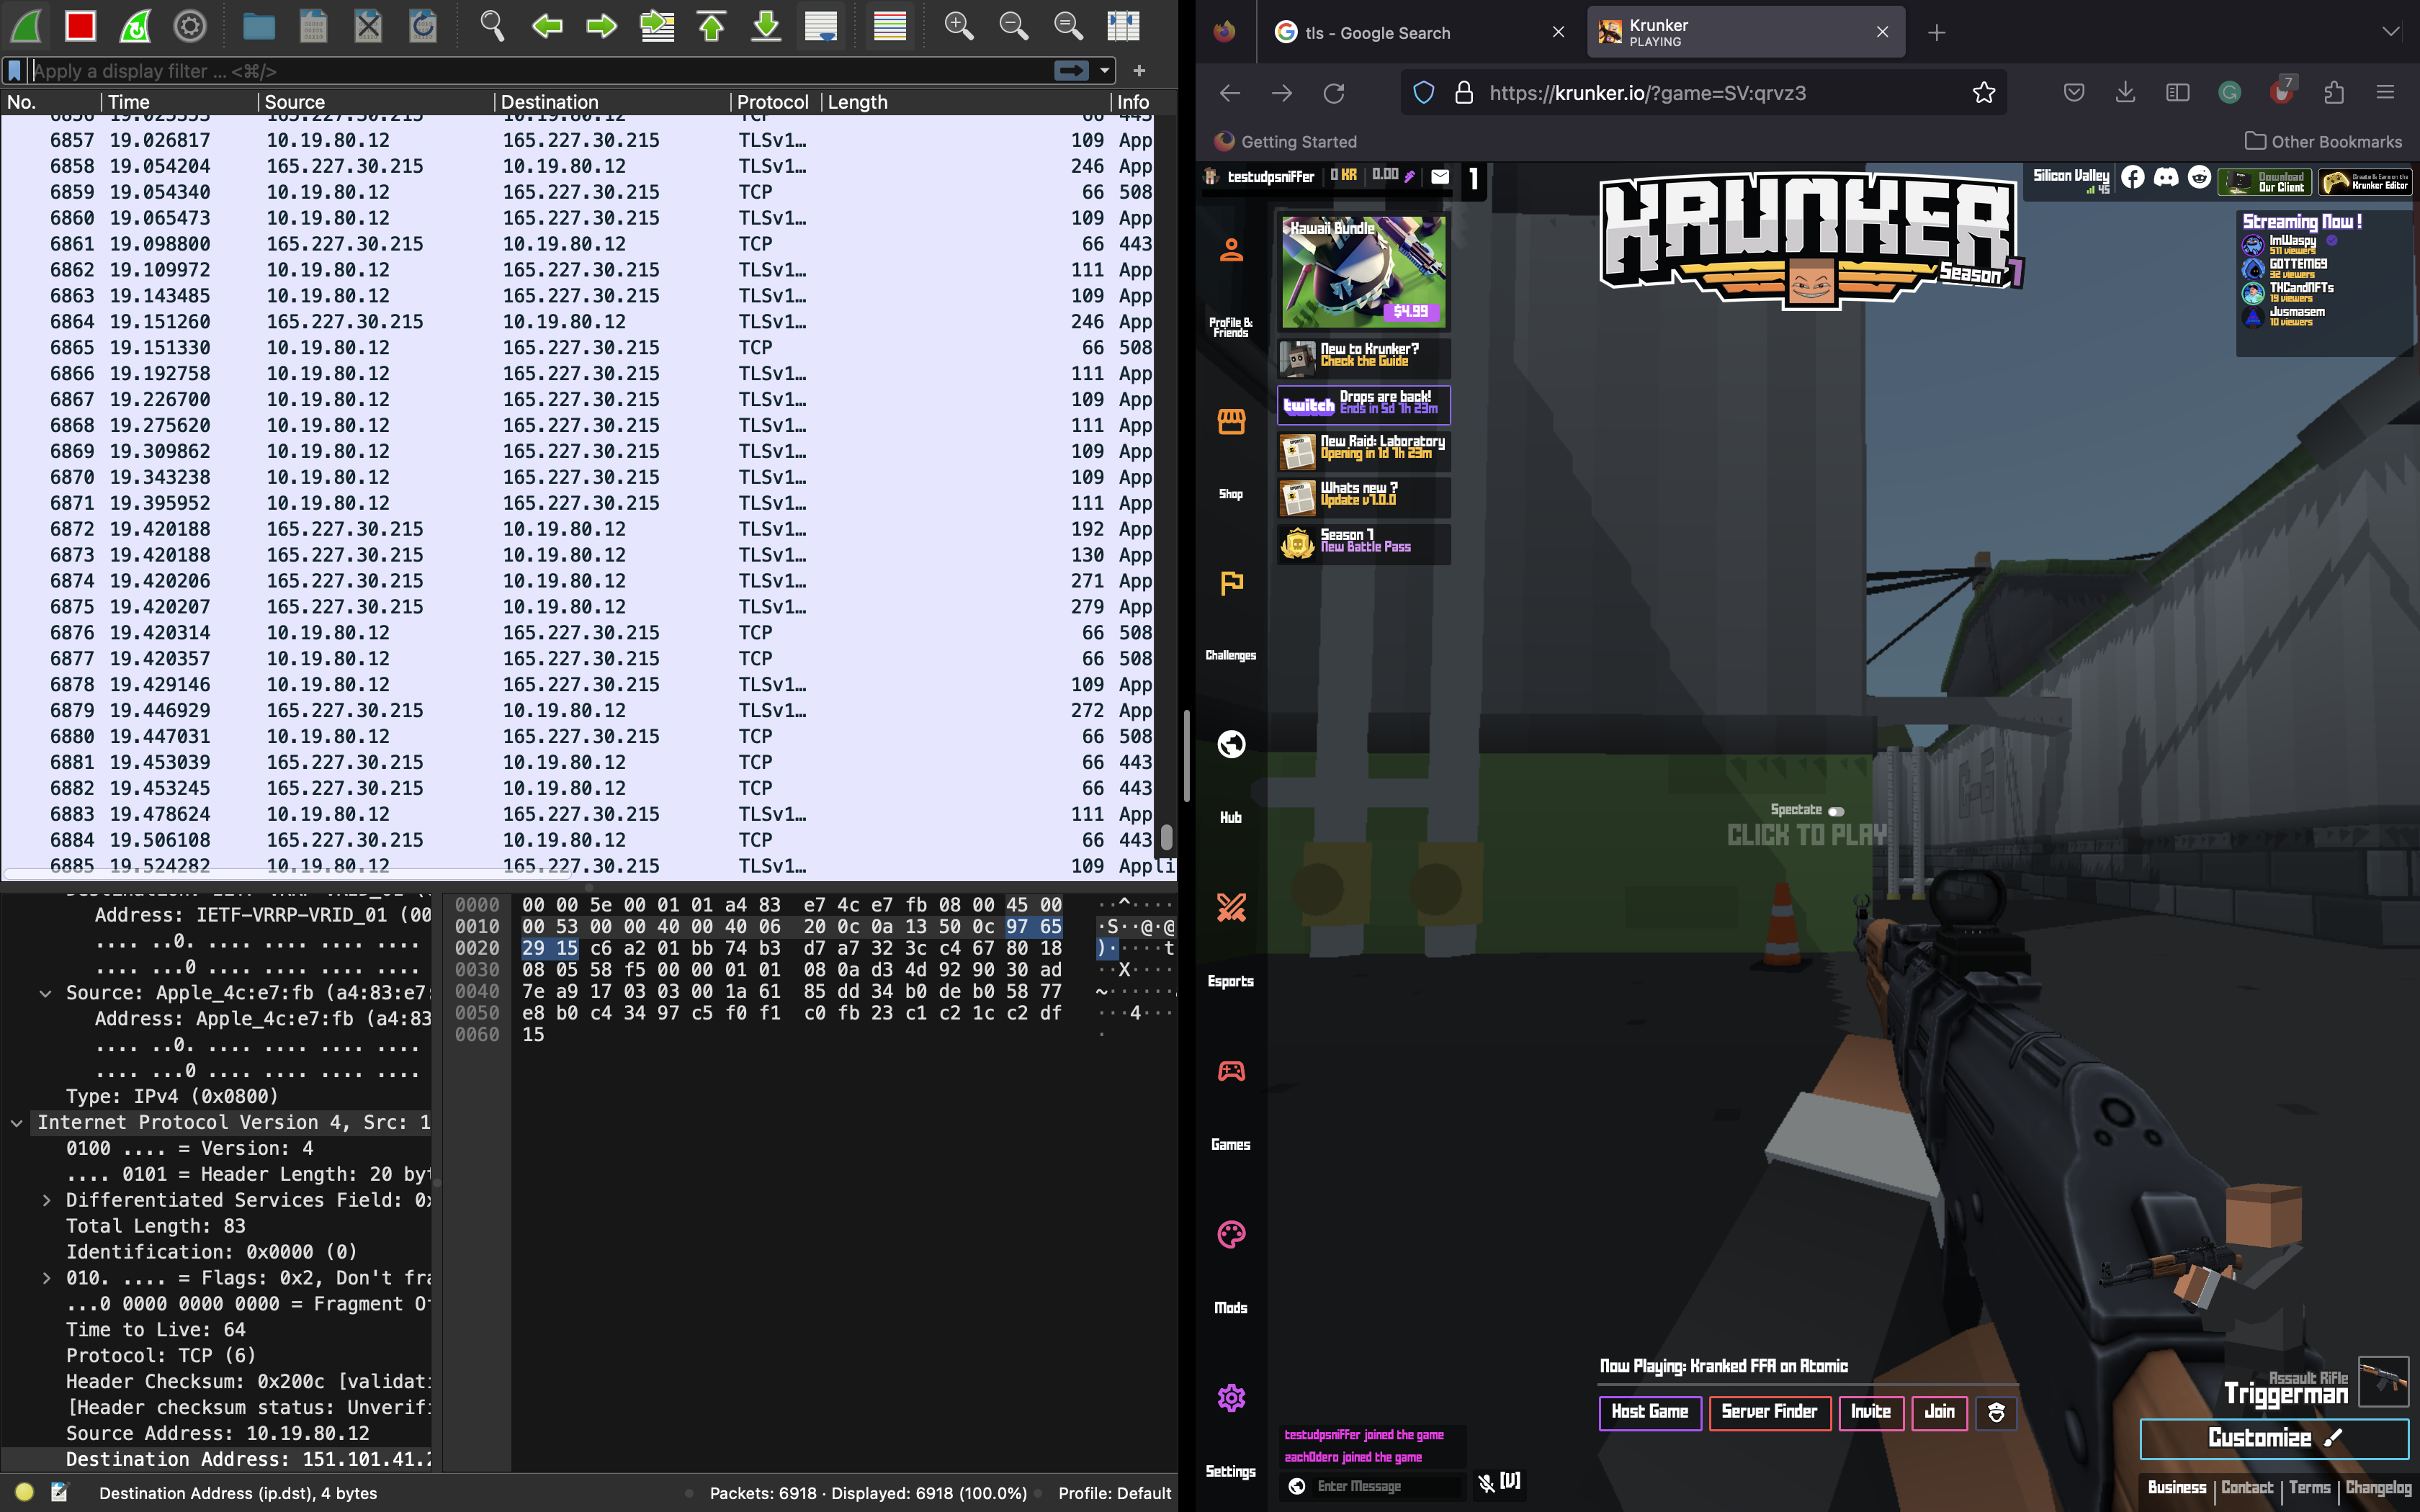 Apply a display filter ... <⌘/>
No. Time Source Destination Protocol Length Info
6857 19.026817 10.19.80.12 165.227.30.215 TLSv1… 109 App
6858 19.054204 165.227.30.215 10.19.80.12 TLSv1… 246 App
6859 19.054340 10.19.80.12 165.227.30.215 TCP 66 508
6860 19.065473 10.19.80.12 165.227.30.215 TLSv1… 109 App
6861 19.098800 165.227.30.215 10.19.80.12 TCP 66 443
6862 19.109972 10.19.80.12 165.227.30.215 TLSv1… 111 App
6863 19.143485 10.19.80.12 165.227.30.215 TLSv1… 109 App
6864 19.151260 165.227.30.215 10.19.80.12 TLSv1… 246 App
6865 19.151330 10.19.80.12 165.227.30.215 TCP 66 508
6866 19.192758 10.19.80.12 165.227.30.215 TLSv1… 111 App
6867 19.226700 10.19.80.12 165.227.30.215 TLSv1… 109 App
6868 19.275620 10.19.80.12 165.227.30.215 TLSv1… 111 App
6869 19.309862 10.19.80.12 165.227.30.215 TLSv1… 109 App
6870 19.343238 10.19.80.12 165.227.30.215 TLSv1… 109 App
6871 19.395952 10.19.80.12 165.227.30.215 TLSv1… 111 App
6872 19.420188 165.227.30.215 10.19.80.12 TLSv1… 192 App
6873 19.420188 165.227.30.215 10.19.80.12 TLSv1… 130 App
6874 19.420206 165.227.30.215 10.19.80.12 TLSv1… 271 App
6875 19.420207 165.227.30.215 10.19.80.12 TLSv1… 279 App
6876 19.420314 10.19.80.12 165.227.30.215 TCP 66 508
6877 19.420357 10.19.80.12 165.227.30.215 TCP 66 508
6878 19.429146 10.19.80.12 165.227.30.215 TLSv1… 109 App
6879 19.446929 165.227.30.215 10.19.80.12 TLSv1… 272 App
6880 19.447031 10.19.80.12 165.227.30.215 TCP 66 508
6881 19.453039 165.227.30.215 10.19.80.12 TCP 66 443
6882 19.453245 165.227.30.215 10.19.80.12 TCP 66 443
6883 19.478624 10.19.80.12 165.227.30.215 TLSv1… 111 App
6884 19.506108 165.227.30.215 10.19.80.12 TCP 66 443
6885 19.524282 10.19.80.12 165.227.30.215 TLSv1… 109 Appli
Address: IETF-VRRP-VRID_01 (00
.... ..0. .... .... .... ....
.... ...0 .... .... .... ....
Source: Apple_4c:e7:fb (a4:83:e7:
Address: Apple_4c:e7:fb (a4:83
.... ..0. .... .... .... ....
.... ...0 .... .... .... ....
Type: IPv4 (0x0800)
Internet Protocol Version 4, Src: 1
0100 .... = Version: 4
.... 0101 = Header Length: 20 byt
Differentiated Services Field: 0x
Total Length: 83
Identification: 0x0000 (0)
010. .... = Flags: 0x2, Don't fra
...0 0000 0000 0000 = Fragment O
Time to Live: 64
Protocol: TCP (6)
Header Checksum: 0x200c [validat
[Header checksum status: Unverifi
Source Address: 10.19.80.12
Destination Address: 151.101.41.2
0000 00 00 5e 00 01 01 a4 83 e7 4c e7 fb 08 00 45 00 ··^····
0010 00 53 00 00 40 00 40 06 20 0c 0a 13 50 0c 97 65 ·S··@·@
0020 29 15 c6 a2 01 bb 74 b3 d7 a7 32 3c c4 67 80 18 )·····t
0030 08 05 58 f5 00 00 01 01 08 0a d3 4d 92 90 30 ad ··X····
0040 7e a9 17 03 03 00 1a 61 85 dd 34 b0 de b0 58 77 ~······
0050 e8 b0 c4 34 97 c5 f0 f1 c0 fb 23 c1 c2 1c c2 df ···4···
0060 15 ·
Destination Address (ip.dst), 4 bytes
Packets: 6918 · Displayed: 6918 (100.0%)
Profile: Default
tls - Google Search
Krunker
PLAYING
https://krunker.io/?game=SV:qrvz3
7
Getting Started
Other Bookmarks
testudpsniffer 0 KR 0.00 1
Silicon Valley
45
Download
Our Client
Create & Earn on the
Krunker Editor
KRUNKER
Season 7
Streaming Now !
ImWaspy
511 viewers
GOTTEM69
32 viewers
THCandNFTs
19 viewers
Jusmasem
10 viewers
Kawaii Bundle
$4.99
New to Krunker?
Check the Guide
twitch
Drops are back!
Ends in 5d 7h 23m
New Raid: Laboratory
Opening in 1d 7h 23m
Whats new ?
Update v7.0.0
Season 7
New Battle Pass
Profile &
Friends
Shop
Challenges
Hub
Esports
Games
Mods
Settings
Spectate
CLICK TO PLAY
Now Playing: Kranked FFA on Atomic
Host Game
Server Finder
Invite
Join
Assault Rifle
Triggerman
Customize
testudpsniffer joined the game
zach0dero joined the game
Enter Message
[V]
Business | Contact | Terms | Changelog